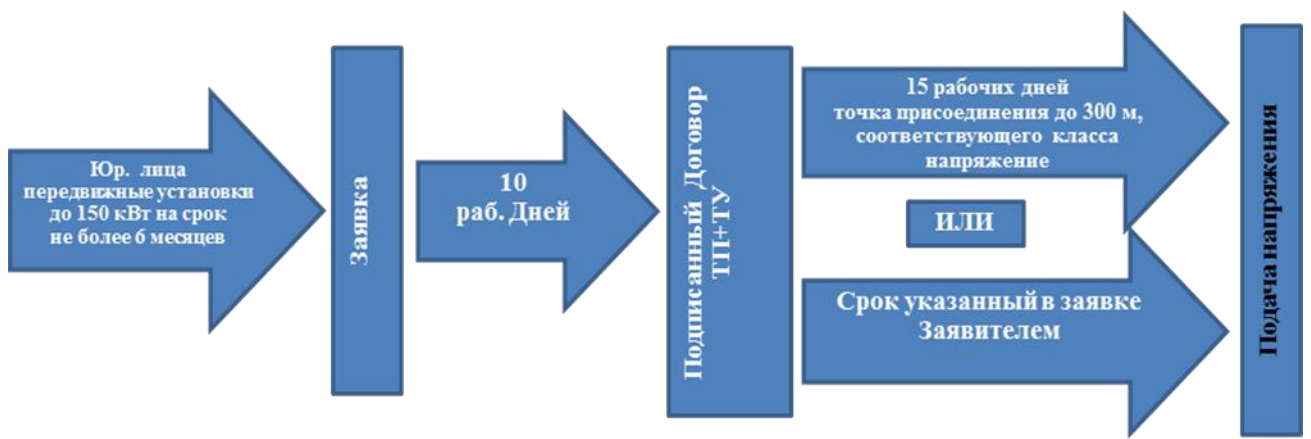 Юр. лица
передвижные установки
до 150 кВт на срок
не более 6 месяцев
Заявка
10
раб. Дней
Подписанный Договор
ТП+ТУ
15 рабочих дней
точка присоединения до 300 м,
соответствующего класса
напряжение
ИЛИ
Срок указанный в заявке
Заявителем
Подача напряжения